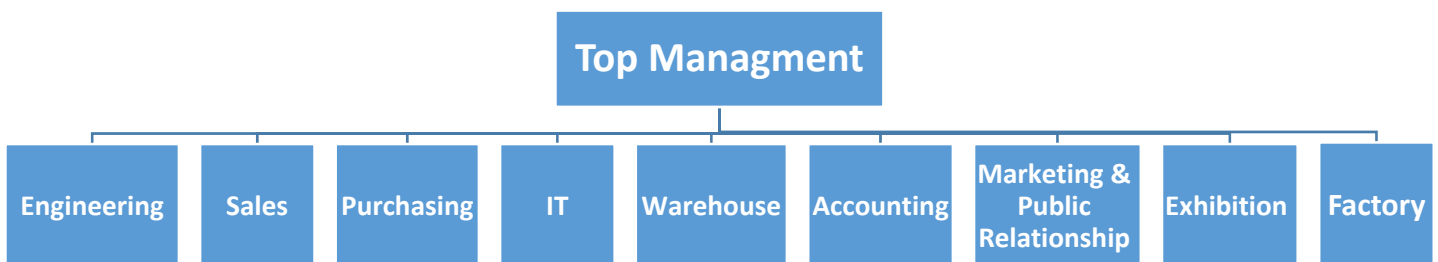 Top Managment
Engineering
Sales
Purchasing
IT
Warehouse
Accounting
Marketing &
Public
Relationship
Exhibition
Factory